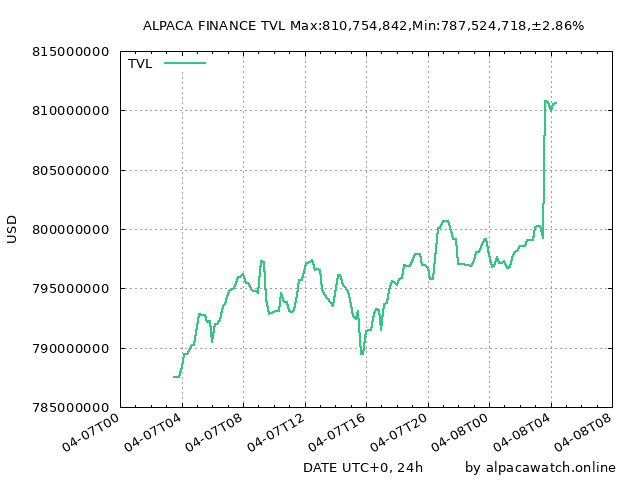 ALPACA FINANCE TVL Max:810,754,842,Min:787,524,718,±2.86%
815000000
TVL
810000000
805000000
800000000
USD
795000000
790000000
785000000
04-07T00 04-07T04 04-07T08 04-07T12 04-07T16 04-07T20 04-08T00 04-08T04 04-08T08
DATE UTC+0, 24h by alpacawatch.online